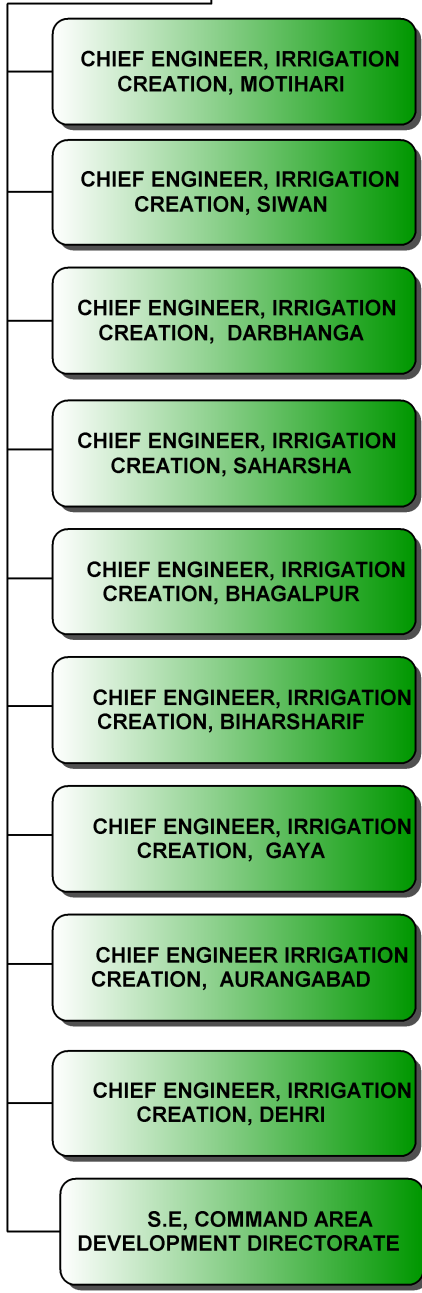 CHIEF ENGINEER, IRRIGATION
CREATION, MOTIHARI
CHIEF ENGINEER, IRRIGATION
CREATION, SIWAN
CHIEF ENGINEER, IRRIGATION
CREATION, DARBHANGA
CHIEF ENGINEER, IRRIGATION
CREATION, SAHARSHA
CHIEF ENGINEER, IRRIGATION
CREATION, BHAGALPUR
CHIEF ENGINEER, IRRIGATION
CREATION, BIHARSHARIF
CHIEF ENGINEER, IRRIGATION
CREATION, GAYA
CHIEF ENGINEER IRRIGATION
CREATION, AURANGABAD
CHIEF ENGINEER, IRRIGATION
CREATION, DEHRI
S.E, COMMAND AREA
DEVELOPMENT DIRECTORATE